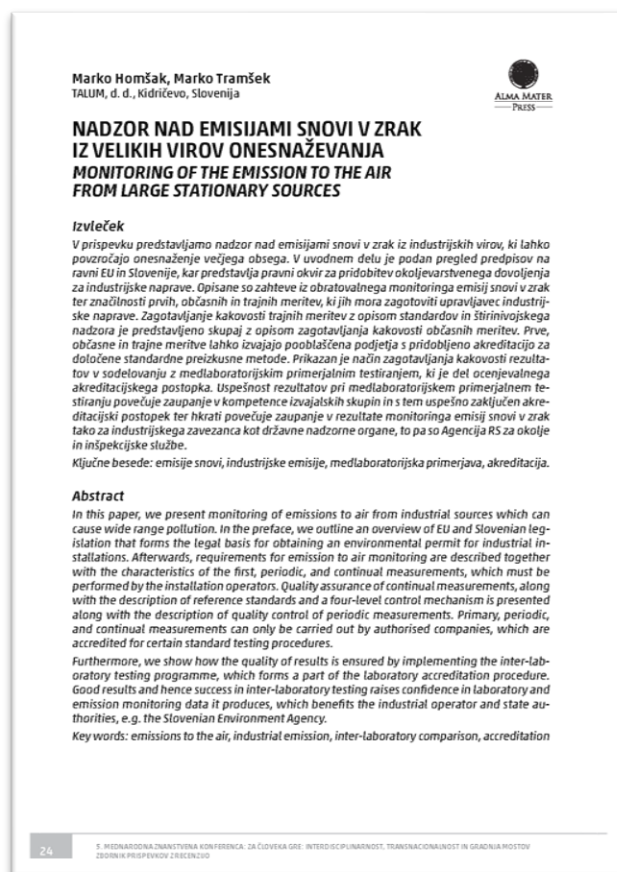 Marko Homšak, Marko Tramšek
TALUM, d. d., Kidričevo, Slovenija
ALMA MATER
PRESS
NADZOR NAD EMISIJAMI SNOVI V ZRAK
IZ VELIKIH VIROV ONESNAŽEVANJA
MONITORING OF THE EMISSION TO THE AIR
FROM LARGE STATIONARY SOURCES
Izvleček
V prispevku predstavljamo nadzor nad emisijami snovi v zrak iz industrijskih virov, ki lahko
povzročajo onesnaženje večjega obsega. V uvodnem delu je podan pregled predpisov na
ravni EU in Slovenije, kar predstavlja pravni okvir za pridobitev okoljevarstvenega dovoljenja
za industrijske naprave. Opisane so zahteve iz obratovalnega monitoringa emisij snovi v zrak
ter značilnosti prvih, občasnih in trajnih meritev, ki jih mora zagotoviti upravljavec industrij-
ske naprave. Zagotavljanje kakovosti trajnih meritev z opisom standardov in štirinivojskega
nadzora je predstavljeno skupaj z opisom zagotavljanja kakovosti občasnih meritev. Prve,
občasne in trajne meritve lahko izvajajo pooblaščena podjetja s pridobljeno akreditacijo za
določene standardne preizkusne metode. Prikazan je način zagotavljanja kakovosti rezulta-
tov v sodelovanju z medlaboratorijskim primerjalnim testiranjem, ki je del ocenjevalnega
akreditacijskega postopka. Uspešnost rezultatov pri medlaboratorijskem primerjalnem te-
stiranju povečuje zaupanje v kompetence izvajalskih skupin in s tem uspešno zaključen akre-
ditacijski postopek ter hkrati povečuje zaupanje v rezultate monitoringa emisij snovi v zrak
tako za industrijskega zavezanca kot državne nadzorne organe, to pa so Agencija RS za okolje
in inšpekcijske službe.
Ključne besede: emisije snovi, industrijske emisije, medlaboratorijska primerjava, akreditacija.
Abstract
In this paper, we present monitoring of emissions to air from industrial sources which can
cause wide range pollution. In the preface, we outline an overview of EU and Slovenian leg-
islation that forms the legal basis for obtaining an environmental permit for industrial in-
stallations. Afterwards, requirements for emission to air monitoring are described together
with the characteristics of the first, periodic, and continual measurements, which must be
performed by the installation operators. Quality assurance of continual measurements, along
with the description of reference standards and a four-level control mechanism is presented
along with the description of quality control of periodic measurements. Primary, periodic,
and continual measurements can only be carried out by authorised companies, which are
accredited for certain standard testing procedures.
Furthermore, we show how the quality of results is ensured by implementing the inter-lab-
oratory testing programme, which forms a part of the laboratory accreditation procedure.
Good results and hence success in inter-laboratory testing raises confidence in laboratory and
emission monitoring data it produces, which benefits the industrial operator and state au-
thorities, e.g. the Slovenian Environment Agency.
Key words: emissions to the air, industrial emission, inter-laboratory comparison, accreditation
24
5. MEDNARODNA ZNANSTVENA KONFERENCA: ZA ČLOVEKA GRE: INTERDISCIPLINARNOST, TRANSNACIONALNOST IN GRADNJA MOSTOV
ZBORNIK PRISPEVKOV Z RECENZIJO